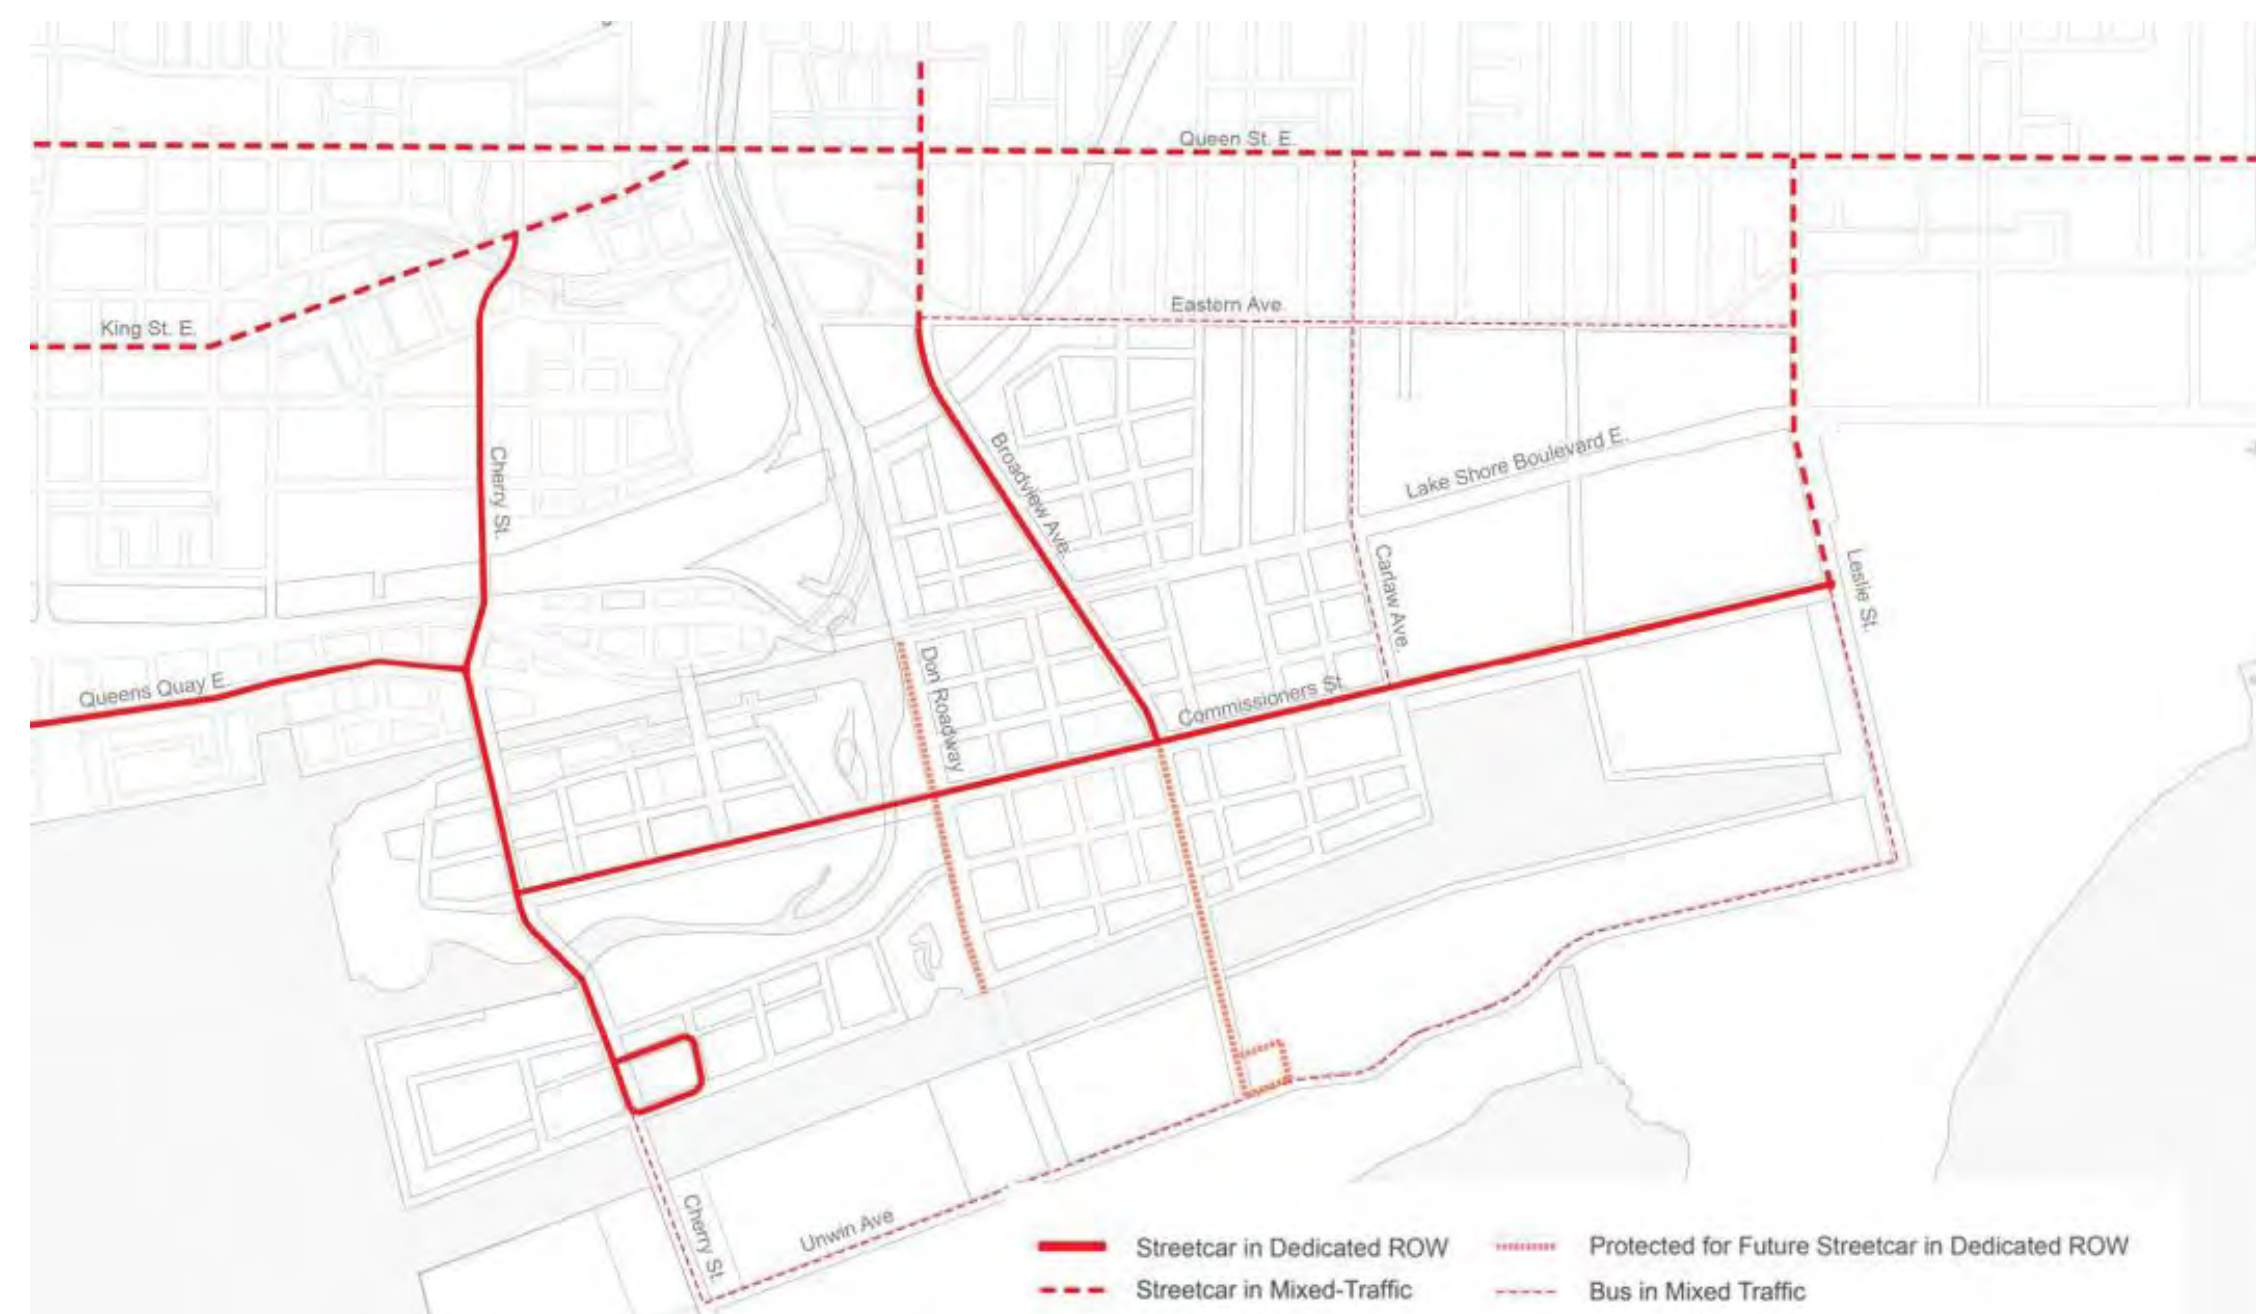 Queen St. E.
Eastern Ave.
King St. E.
Cherry St.
Broadview Ave.
Lake Shore Boulevard E.
Carlaw Ave.
Leslie St.
Queens Quay E.
Don Roadway
Commissioners St.
Cherry St.
Unwin Ave
Streetcar in Dedicated ROW
Protected for Future Streetcar in Dedicated ROW
Streetcar in Mixed-Traffic
Bus in Mixed Traffic